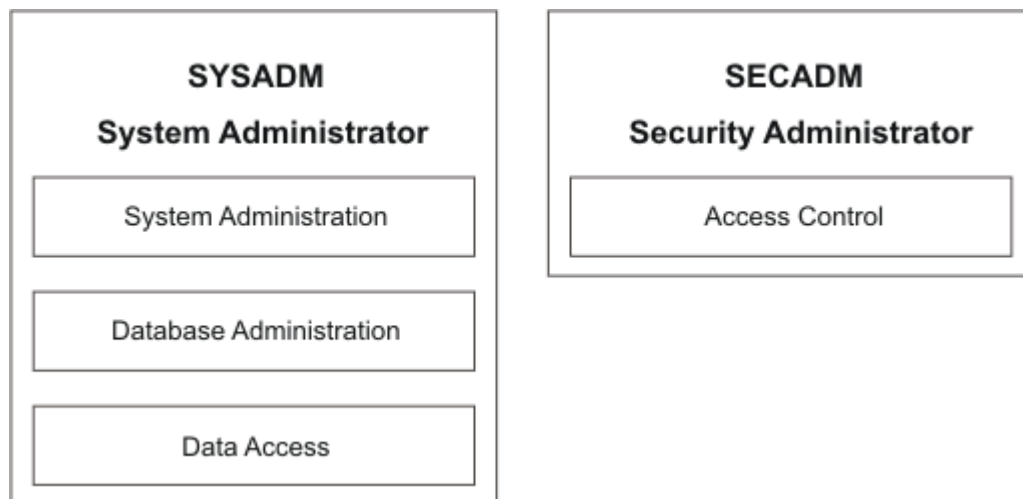 SYSADM
System Administrator
System Administration
Database Administration
Data Access
SECADM
Security Administrator
Access Control